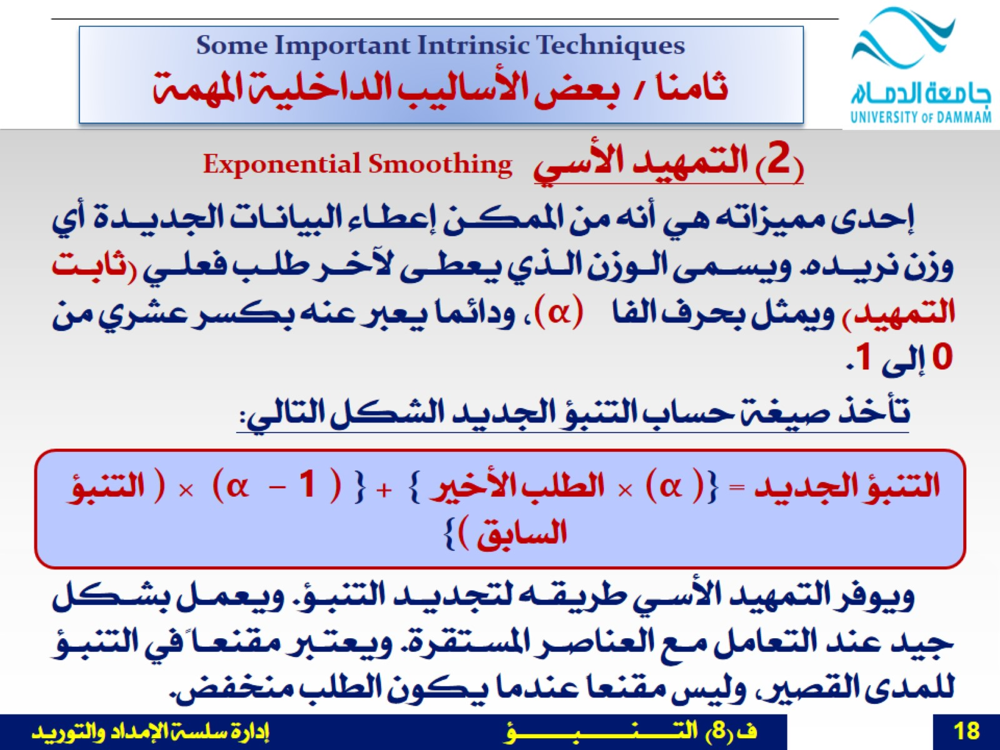 Some Important Intrinsic Techniques
ثامنا / بعض الأساليب الداخلية المهمة
جامعة الدمام
UNIVERSITY OF DAMMAM
(2) التمهيد الأسي Exponential Smoothing
إحدى مميزاته هي أنه من الممكن إعطاء البيانات الجديدة أي
وزن نريده. ويسمى الوزن الذي يعطى لآخر طلب فعلي (ثابت
التمهيد) ويمثل بحرف الفا (α)، ودائما يعبر عنه بكسر عشري من
0 إلى 1.
تأخذ صيغة حساب التنبؤ الجديد الشكل التالي:
التنبؤ الجديد = {( α) × الطلب الأخير } + { ( 1 – α) × ( التنبؤ
السابق )}
ويوفر التمهيد الأسي طريقه لتجديد التنبؤ. ويعمل بشكل
جيد عند التعامل مع العناصر المستقرة. ويعتبر مقنعاً في التنبؤ
للمدى القصير، وليس مقنعا عندما يكون الطلب منخفض.
18
ف(8) التنبؤ
إدارة سلسة الإمداد والتوريد